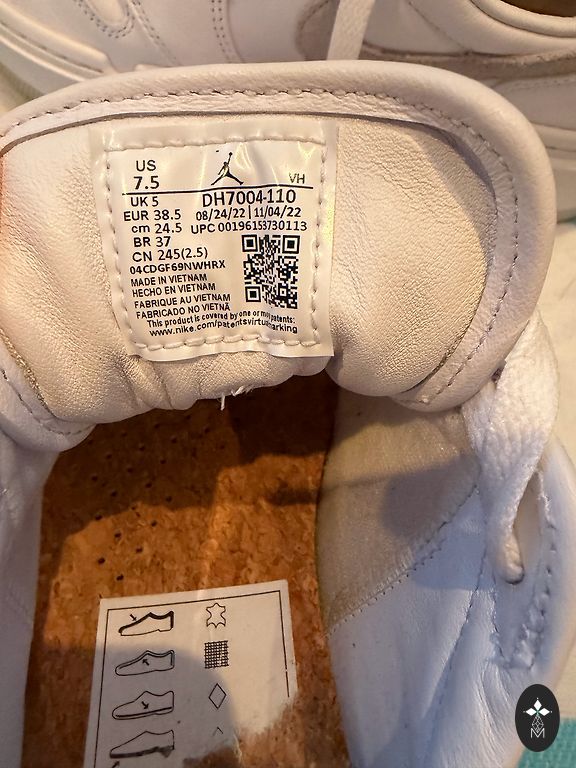 US
7.5
VH
UK 5 DH7004-110
EUR 38.5 08/24/22 | 11/04/22
cm 24.5 UPC 00196153730113
BR 37
CN 245(2.5)
04CDGF69NWHRX
MADE IN VIETNAM
HECHO EN VIETNAM
FABRIQUE AU VIETNAM
FABRICADO NO VIETNÃ
This product is covered by one or more patents:
www.nike.com/patentsvirtualmarking
M